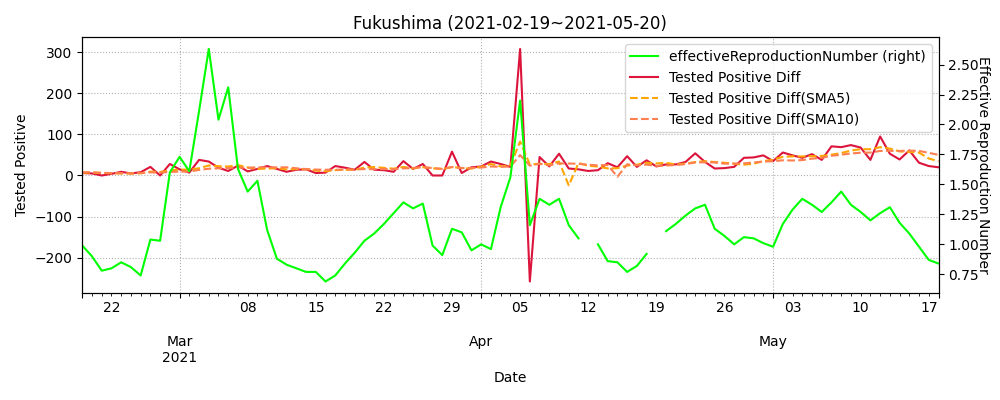 Fukushima (2021-02-19~2021-05-20)
effectiveReproductionNumber (right)
Tested Positive Diff
Tested Positive Diff(SMA5)
Tested Positive Diff(SMA10)
Tested Positive
300
200
100
0
−100
−200
Effective Reproduction Number
2.50
2.25
2.00
1.75
1.50
1.25
1.00
0.75
22 08 15 22 29 05 12 19 26 03 10 17
Mar Apr May
2021
Date